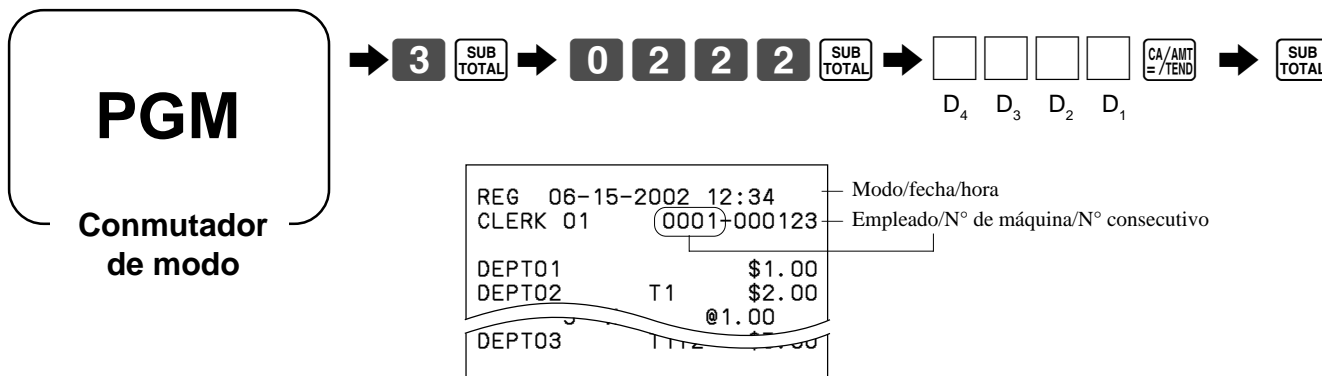 PGM
Conmutador
de modo
3 SUB TOTAL 0 2 2 2 SUB TOTAL CA/AMT = /TEND SUB TOTAL
D4 D3 D2 D1
REG 06-15-2002 12:34
Modo/fecha/hora
CLERK 01 0001-000123
Empleado/N° de máquina/N° consecutivo
DEPT01 $1.00
DEPT02 T1 $2.00
@1.00
DEPT03